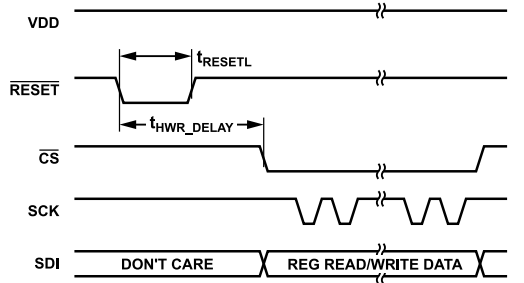 VDD
tRESETL
RESET
tHWR_DELAY
CS
SCK
SDI DON'T CARE REG READ/WRITE DATA